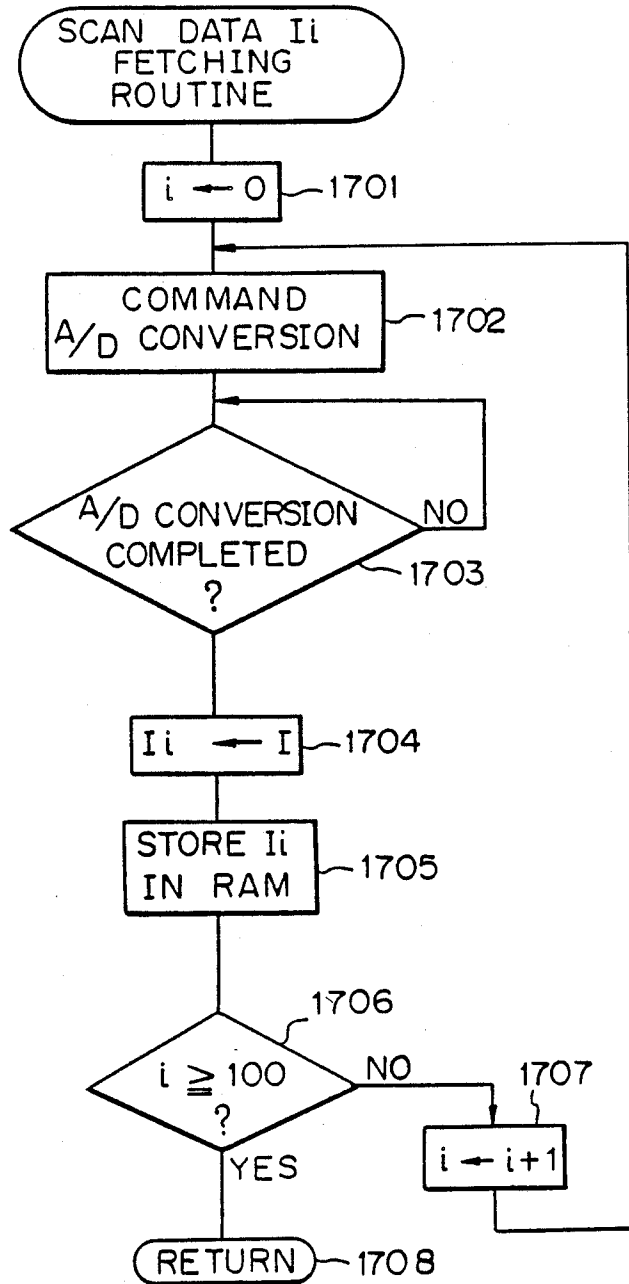 SCAN DATA Ii
FETCHING
ROUTINE
i ← 0
1701
COMMAND
A/D CONVERSION
1702
A/D CONVERSION
COMPLETED
?
NO
1703
Ii ← I
1704
STORE Ii
IN RAM
1705
1706
i ≧ 100
?
NO
YES
1707
i ← i+1
RETURN
1708